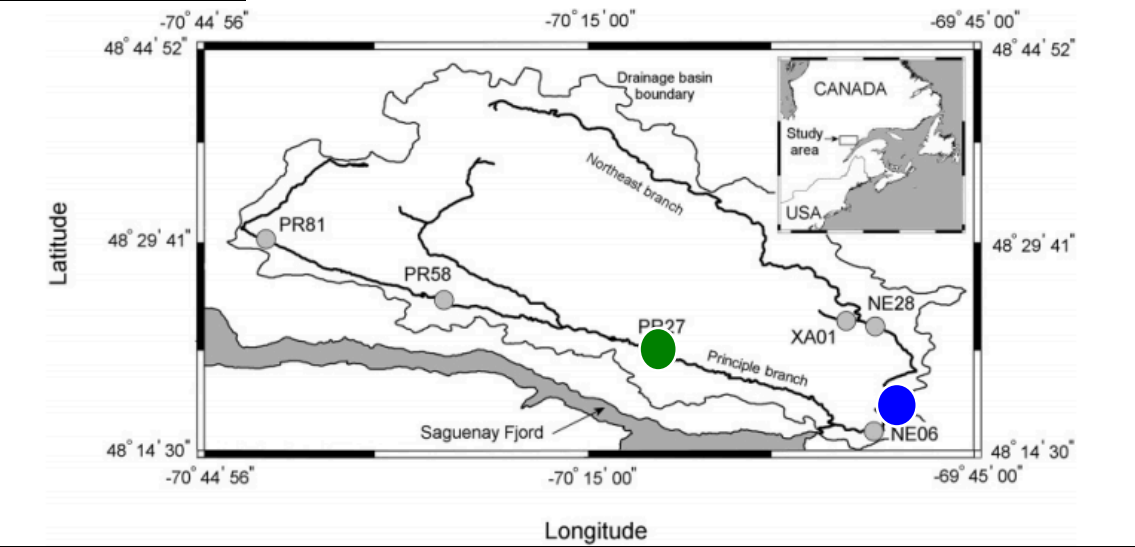 -70° 44' 56" -70° 15' 00" -69° 45' 00"
48° 44' 52" 48° 44' 52"
Drainage basin
boundary
CANADA
Study
area
USA
Northeast branch
PR81
Latitude
48° 29' 41" 48° 29' 41"
PR58
NE28
PR27
XA01
Principle branch
Saguenay Fjord
NE06
48° 14' 30" 48° 14' 30"
-70° 44' 56" -70° 15' 00" -69° 45' 00"
Longitude